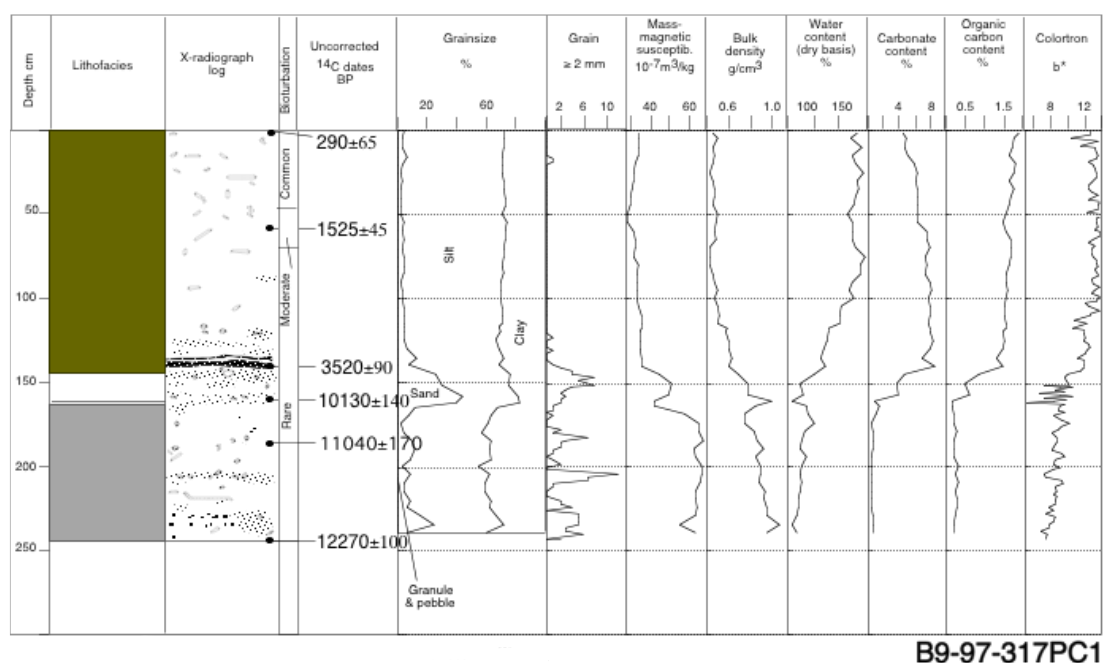 Depth cm
Lithofacies
X-radiograph
log
Bioturbation
Uncorrected
14C dates
BP
Grainsize
%
20 60
Grain
≥ 2 mm
2 6 10
Mass-
magnetic
susceptib.
10-7m3/kg
40 60
Bulk
density
g/cm3
0.6 1.0
Water
content
(dry basis)
%
100 150
Carbonate
content
%
4 8
Organic
carbon
content
%
0.5 1.5
Colortron
b*
8 12
50
100
150
200
250
Common
Moderate
Rare
290±65
1525±45
3520±90
10130±140
11040±170
12270±100
Silt
Clay
Sand
Granule
& pebble
B9-97-317PC1